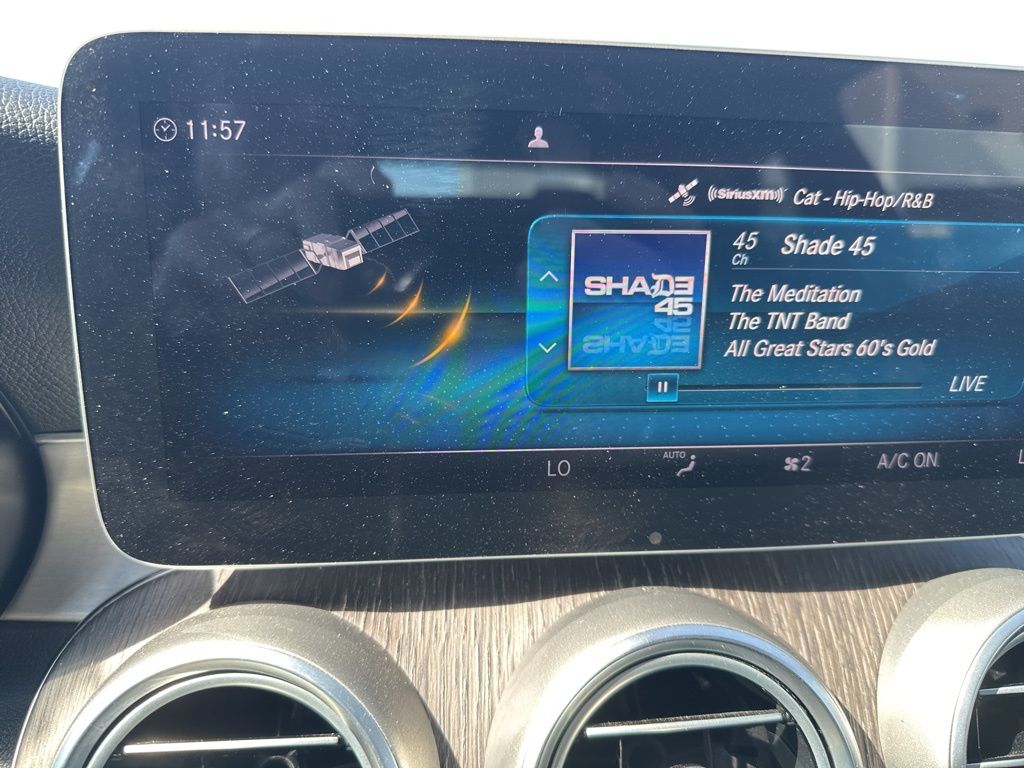 11:57
((SiriusXM)) Cat - Hip-Hop/R&B
SHADE
45
45
Ch
Shade 45
The Meditation
The TNT Band
All Great Stars 60's Gold
LIVE
LO
AUTO
2
A/C ON
L